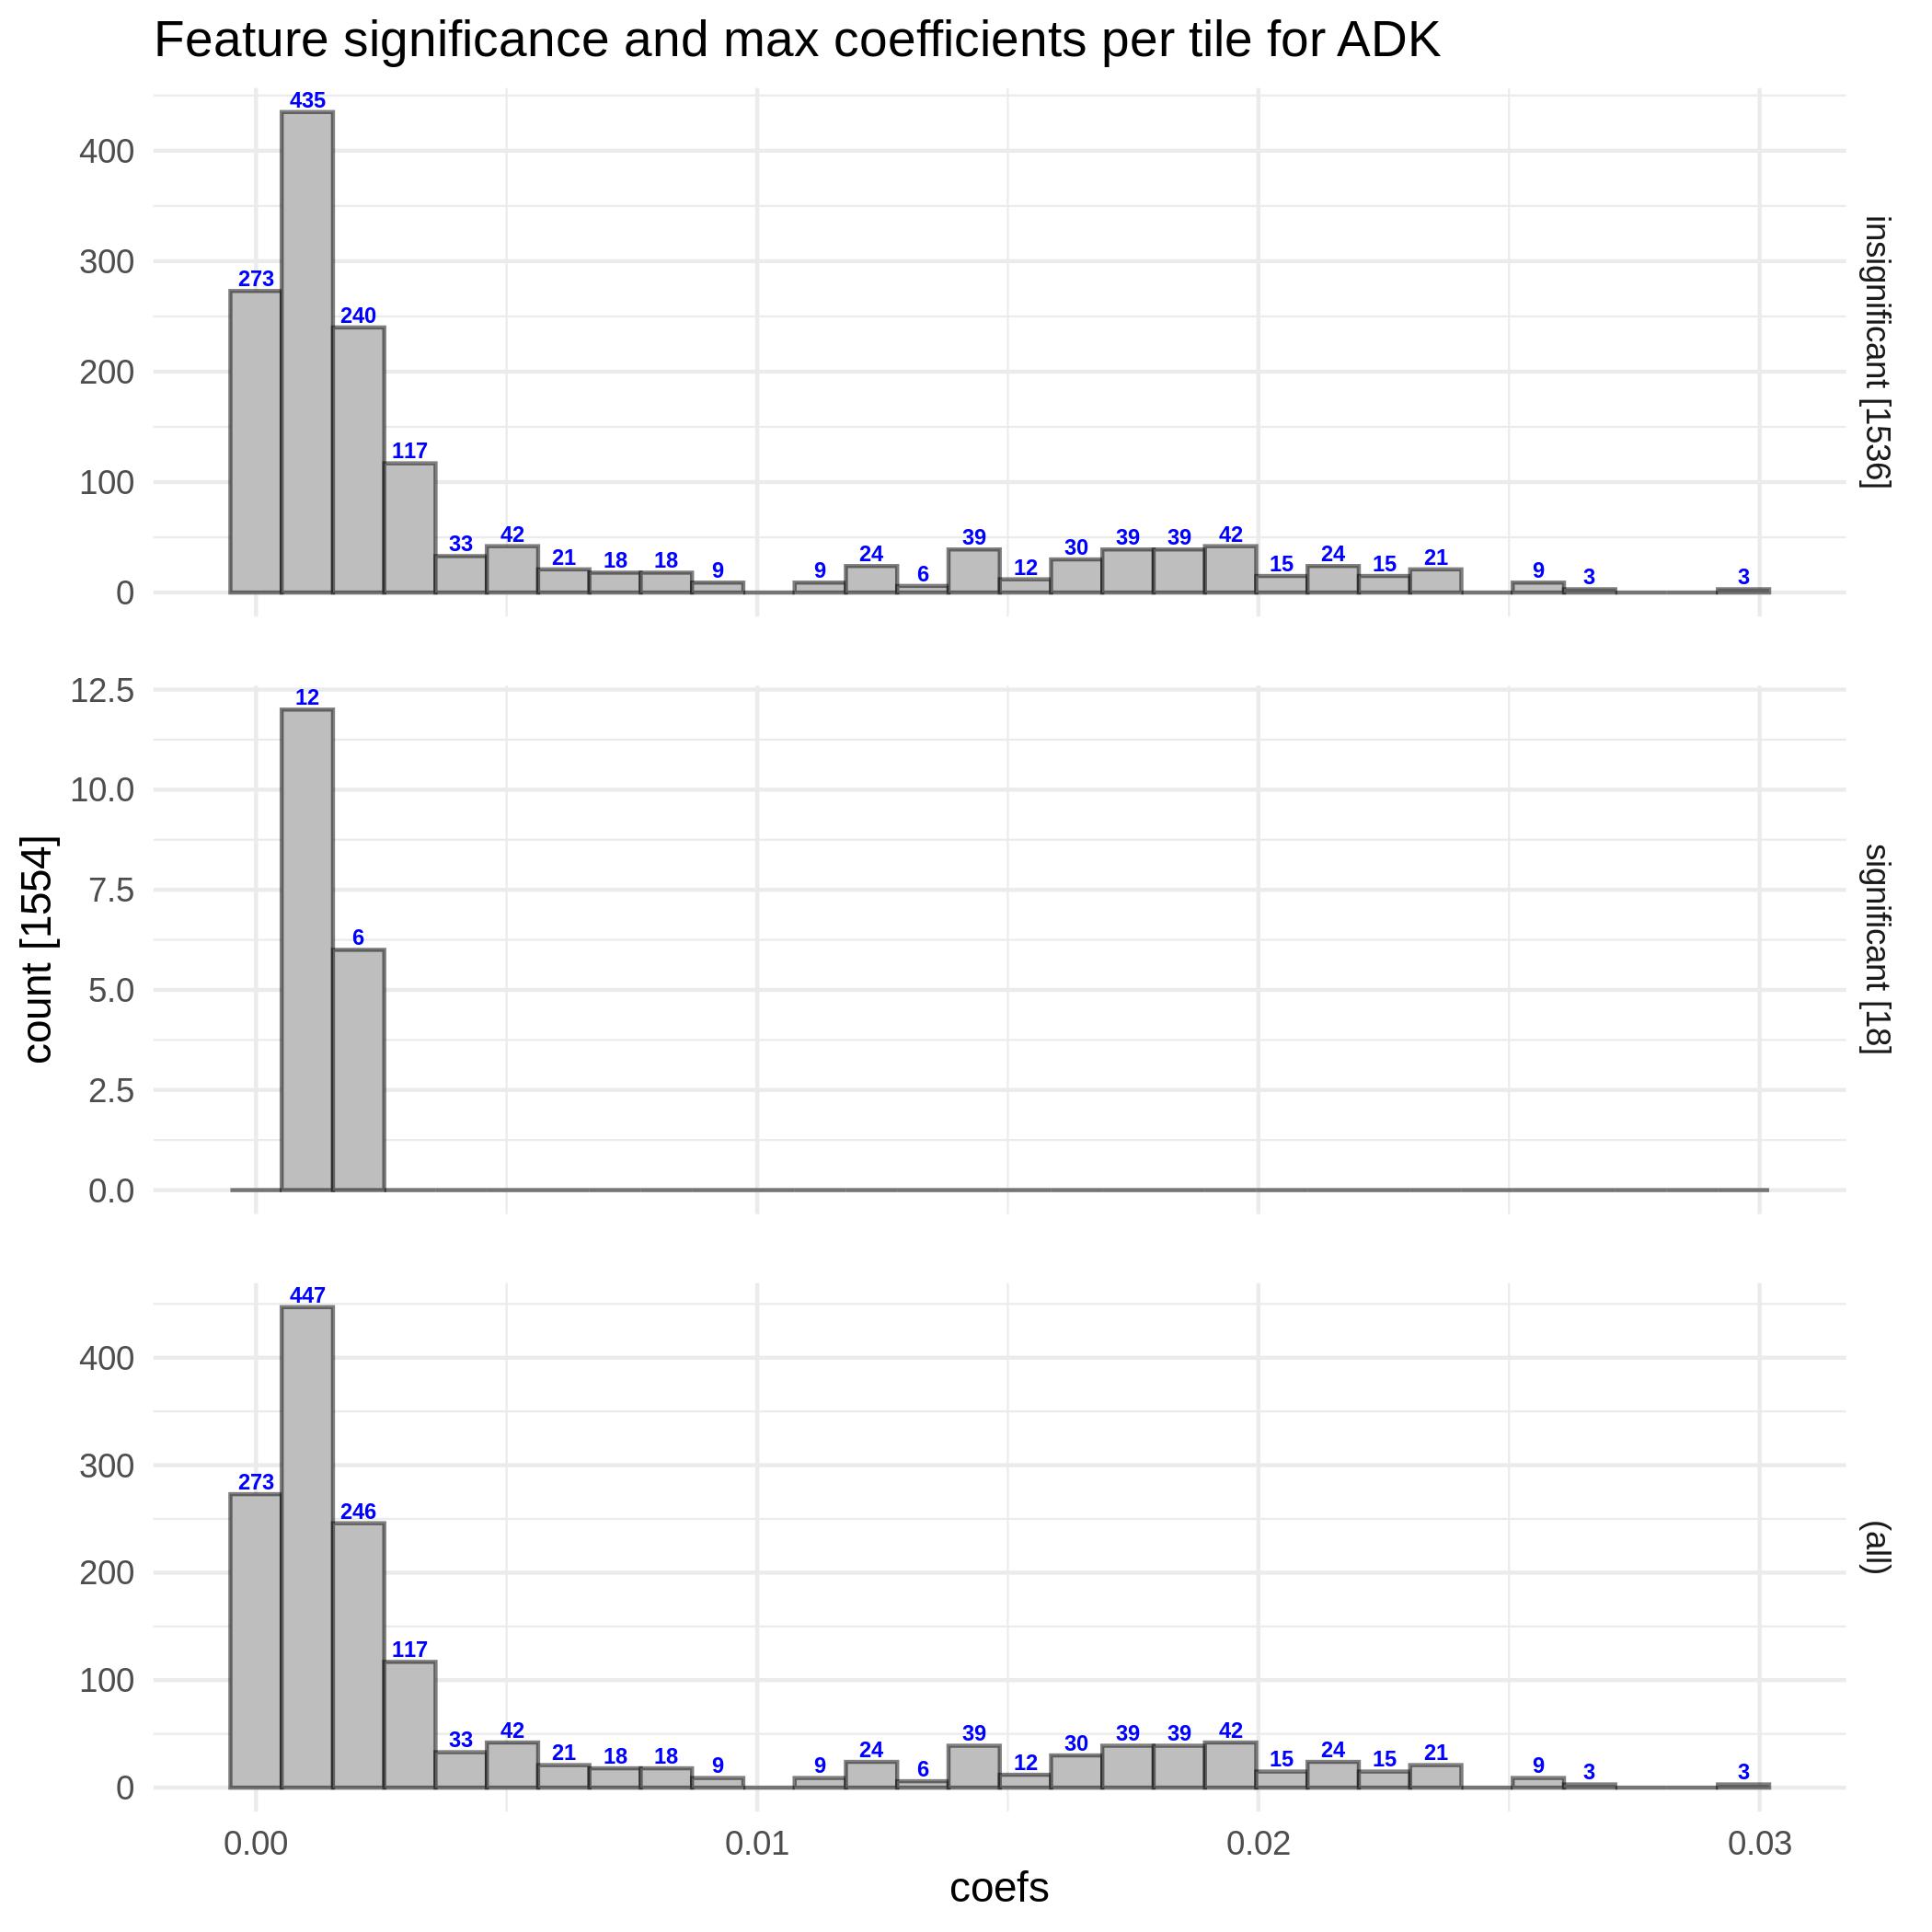 Feature significance and max coefficients per tile for ADK
435
400
300
273
240
200
117
100
33 42 21 18 18 9 9 24 6 39 12 30 39 39 42 15 24 15 21 9 3 3
0
insignificant [1536]
12.5
12
10.0
7.5
6
5.0
2.5
0.0
significant [18]
count [1554]
447
400
300
273
246
200
117
100
33 42 21 18 18 9 9 24 6 39 12 30 39 39 42 15 24 15 21 9 3 3
0
(all)
0.00 0.01 0.02 0.03
coefs